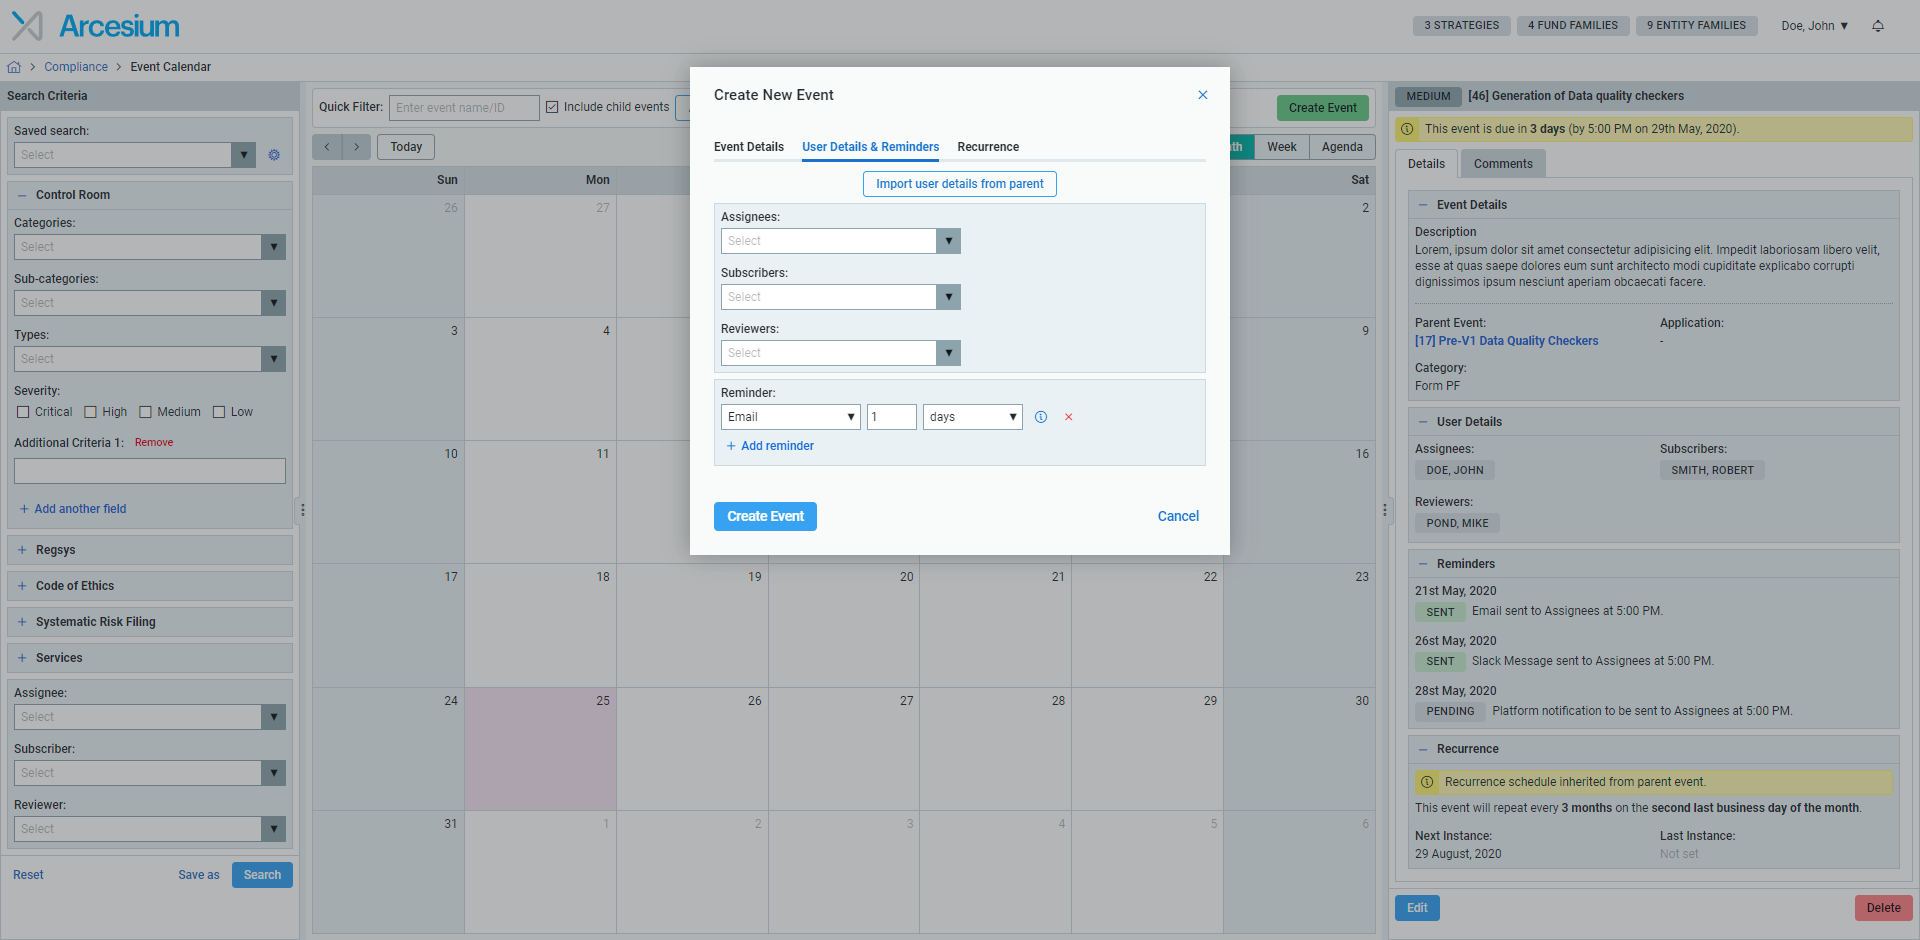 Arcesium
3 STRATEGIES
4 FUND FAMILIES
9 ENTITY FAMILIES
Doe, John
Compliance
Event Calendar
Search Criteria
Saved search:
Select
Control Room
Categories:
Select
Sub-categories:
Select
Types:
Select
Severity:
Critical
High
Medium
Low
Additional Criteria 1: Remove
+ Add another field
Regsys
Code of Ethics
Systematic Risk Filing
Services
Assignee:
Select
Subscriber:
Select
Reviewer:
Select
Reset
Save as
Search
Quick Filter:
Enter event name/ID
Include child events
Create Event
Today
Week
Agenda
Sun
Mon
Sat
26
27
2
3
4
9
10
11
16
17
18
19
20
21
22
23
24
25
26
27
28
29
30
31
1
2
3
4
5
6
Create New Event
Event Details
User Details & Reminders
Recurrence
Import user details from parent
Assignees:
Select
Subscribers:
Select
Reviewers:
Select
Reminder:
Email
1
days
+ Add reminder
Create Event
Cancel
MEDIUM
[46] Generation of Data quality checkers
This event is due in 3 days (by 5:00 PM on 29th May, 2020).
Details
Comments
Event Details
Description
Lorem, ipsum dolor sit amet consectetur adipisicing elit. Impedit laboriosam libero velit,
esse at quas saepe dolores eum sunt architecto modi cupiditate explicabo corrupti
dignissimos ipsum nesciunt aperiam obcaecati facere.
Parent Event:
[17] Pre-V1 Data Quality Checkers
Application:
-
Category:
Form PF
User Details
Assignees:
DOE, JOHN
Subscribers:
SMITH, ROBERT
Reviewers:
POND, MIKE
Reminders
21st May, 2020
SENT Email sent to Assignees at 5:00 PM.
26st May, 2020
SENT Slack Message sent to Assignees at 5:00 PM.
28st May, 2020
PENDING Platform notification to be sent to Assignees at 5:00 PM.
Recurrence
Recurrence schedule inherited from parent event.
This event will repeat every 3 months on the second last business day of the month.
Next Instance:
29 August, 2020
Last Instance:
Not set
Edit
Delete